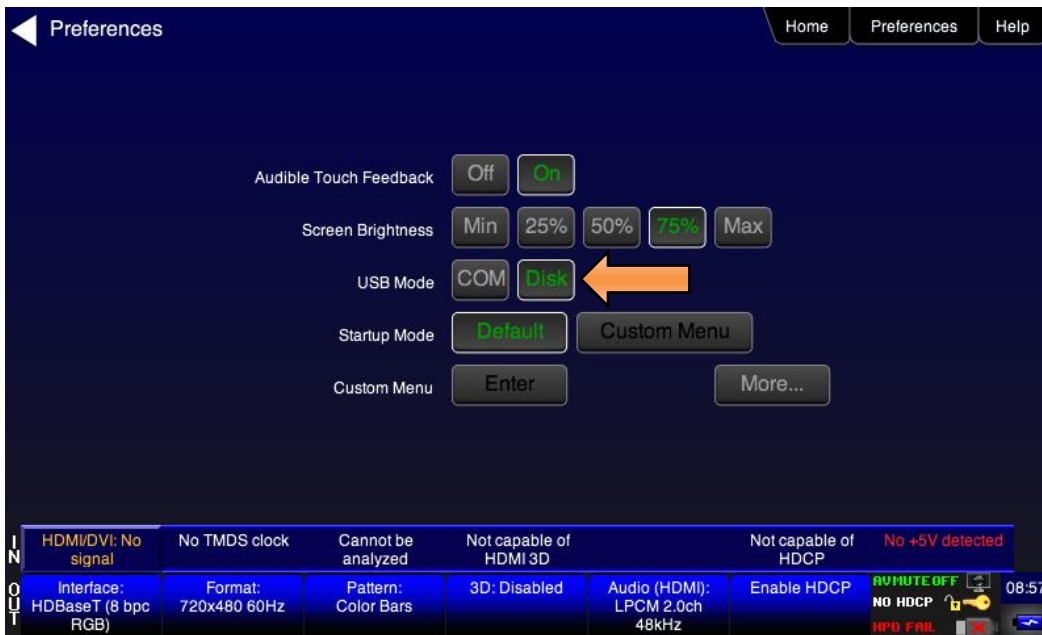 Preferences
Home Preferences Help
Audible Touch Feedback Off On
Screen Brightness Min 25% 50% 75% Max
USB Mode COM Disk
Startup Mode Default Custom Menu
Custom Menu Enter More...
IN
HDMI/DVI: No
signal
No TMDS clock
Cannot be
analyzed
Not capable of
HDMI 3D
Not capable of
HDCP
No +5V detected
OUT
Interface:
HDBaseT (8 bpc
RGB)
Format:
720x480 60Hz
Pattern:
Color Bars
3D: Disabled
Audio (HDMI):
LPCM 2.0ch
48kHz
Enable HDCP
AVMUTEOFF
NO HDCP
HPD FAIL
08:57